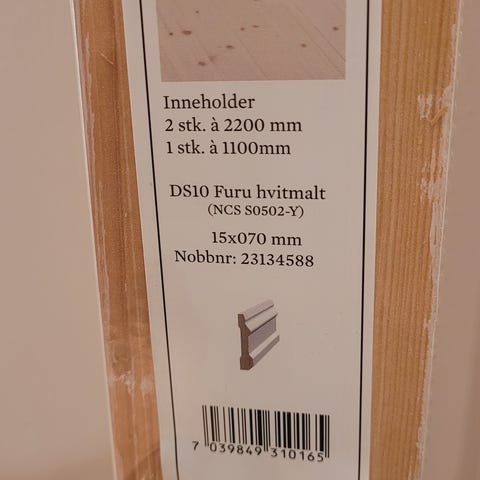 Inneholder
2 stk. à 2200 mm
1 stk. à 1100mm
DS10 Furu hvitmalt
(NCS S0502-Y)
15x070 mm
Nobbnr: 23134588
7 039849 310165